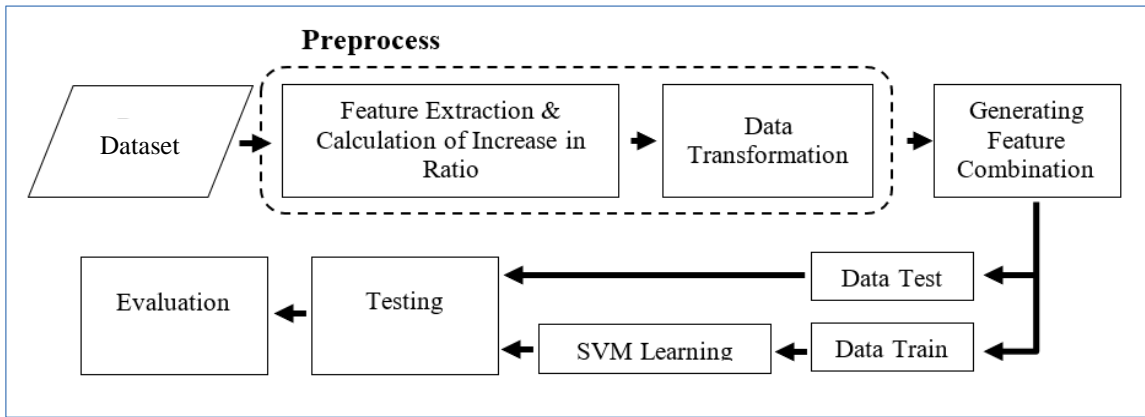 Preprocess
Dataset
Feature Extraction &
Calculation of Increase in
Ratio
Data
Transformation
Generating
Feature
Combination
Data Test
Data Train
SVM Learning
Testing
Evaluation